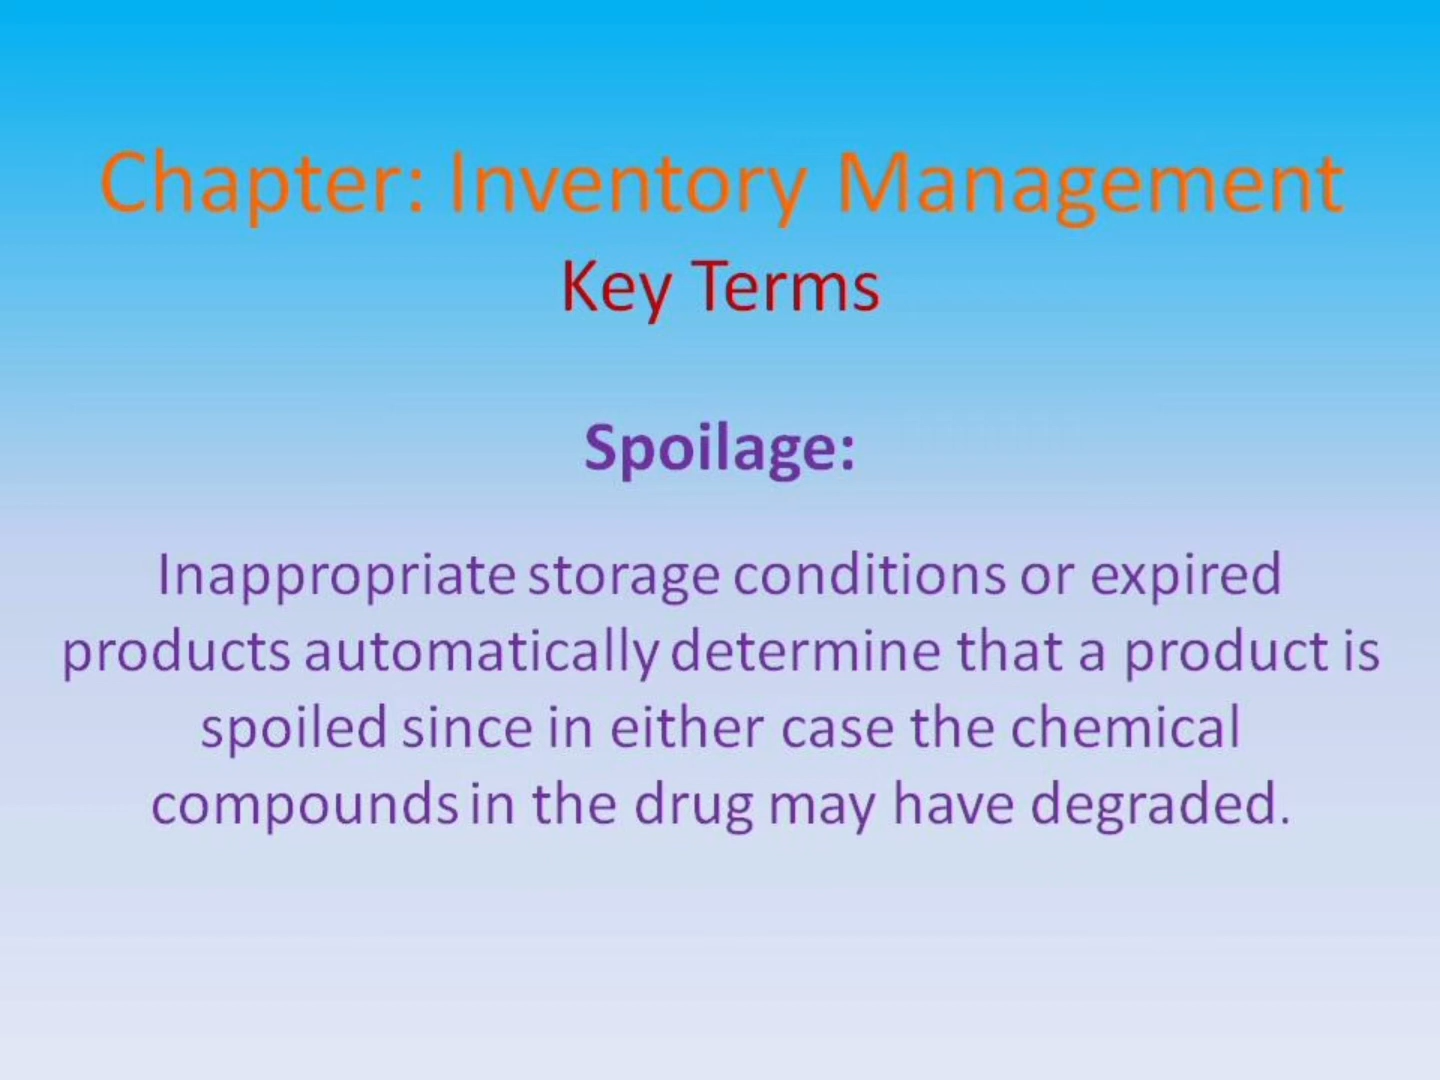 Chapter: Inventory Management
Key Terms
Spoilage:
Inappropriate storage conditions or expired
products automatically determine that a product is
spoiled since in either case the chemical
compounds in the drug may have degraded.